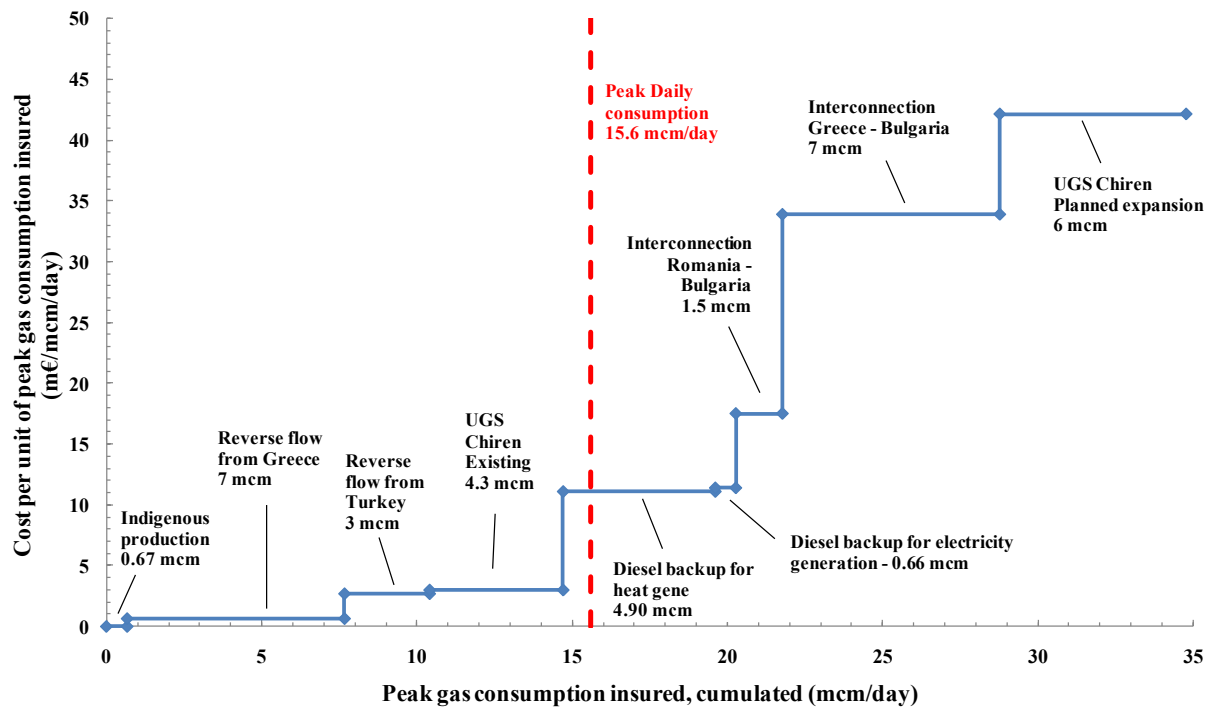 Cost per unit of peak gas consumption insured
(m€/mcm/day)
50
45
40
35
30
25
20
15
10
5
0
Indigenous
production
0.67 mcm
Reverse flow
from Greece
7 mcm
Reverse
flow from
Turkey
3 mcm
UGS
Chiren
Existing
4.3 mcm
Peak Daily
consumption
15.6 mcm/day
Diesel backup for
heat gene
4.90 mcm
Diesel backup for electricity
generation - 0.66 mcm
Interconnection
Romania -
Bulgaria
1.5 mcm
Interconnection
Greece - Bulgaria
7 mcm
UGS Chiren
Planned expansion
6 mcm
0 5 10 15 20 25 30 35
Peak gas consumption insured, cumulated (mcm/day)